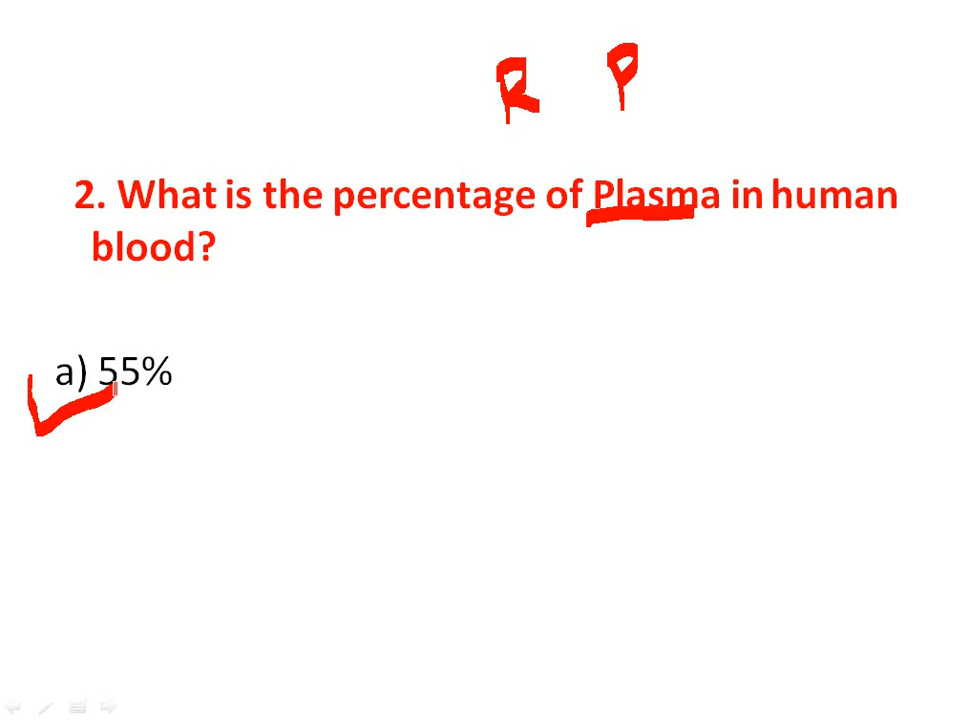 R P
2. What is the percentage of Plasma in human
blood?
a) 55%